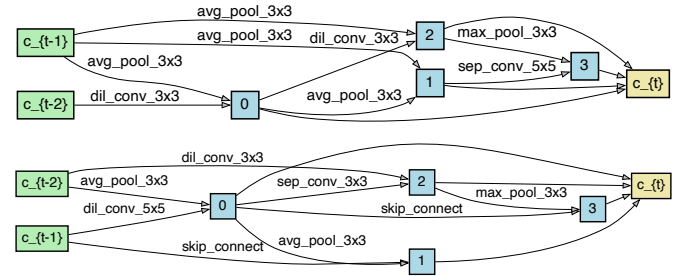 avg_pool_3x3
c_{t-1}
avg_pool_3x3
dil_conv_3x3
2
max_pool_3x3
avg_pool_3x3
sep_conv_5x5
3
1
c_{t}
c_{t-2}
dil_conv_3x3
0
avg_pool_3x3
dil_conv_3x3
c_{t-2}
avg_pool_3x3
sep_conv_3x3
2
c_{t}
max_pool_3x3
dil_conv_5x5
0
skip_connect
3
c_{t-1}
skip_connect
avg_pool_3x3
1